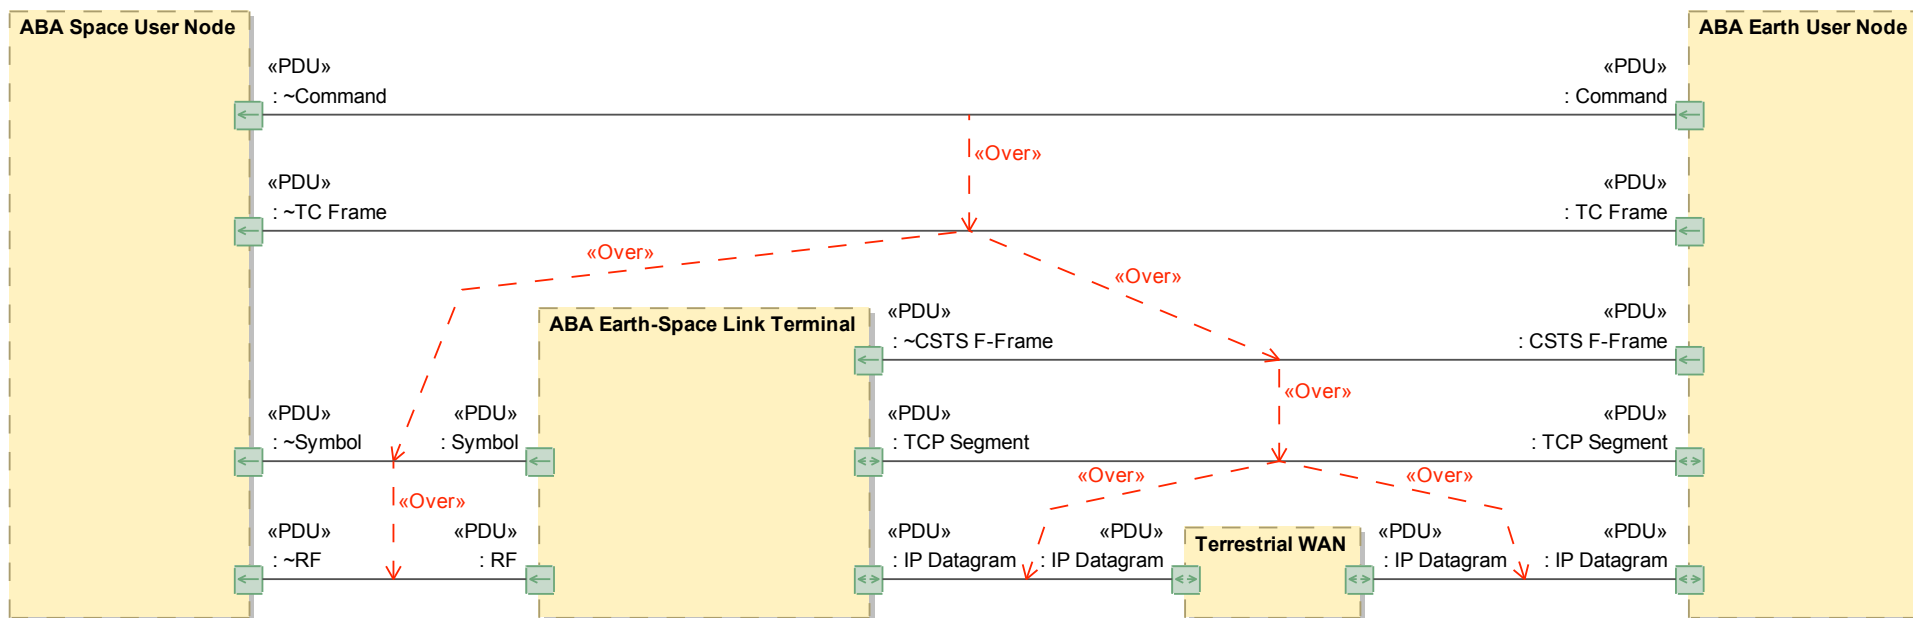 ABA Space User Node
ABA Earth User Node
«PDU»
: ~Command
«PDU»
: Command
«Over»
«PDU»
: ~TC Frame
«PDU»
: TC Frame
«Over»
«Over»
ABA Earth-Space Link Terminal
«PDU»
: ~CSTS F-Frame
«PDU»
: CSTS F-Frame
«Over»
«PDU»
: ~Symbol
«PDU»
: Symbol
«PDU»
: TCP Segment
«PDU»
: TCP Segment
«Over»
«Over»
«Over»
«PDU»
: ~RF
«PDU»
: RF
«PDU»
: IP Datagram
«PDU»
: IP Datagram
Terrestrial WAN
«PDU»
: IP Datagram
«PDU»
: IP Datagram